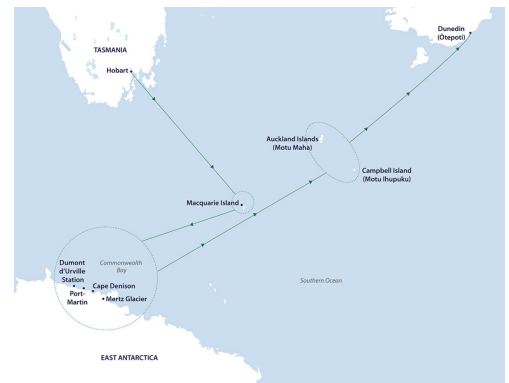 Dunedin
(Ōtepoti)
TASMANIA
Hobart
Auckland Islands
(Motu Maha)
Campbell Island
(Motu Ihupuku)
Macquarie Island
Commonwealth
Bay
Dumont
d'Urville
Station
Port-
Martin
Cape Denison
Mertz Glacier
Southern Ocean
EAST ANTARCTICA